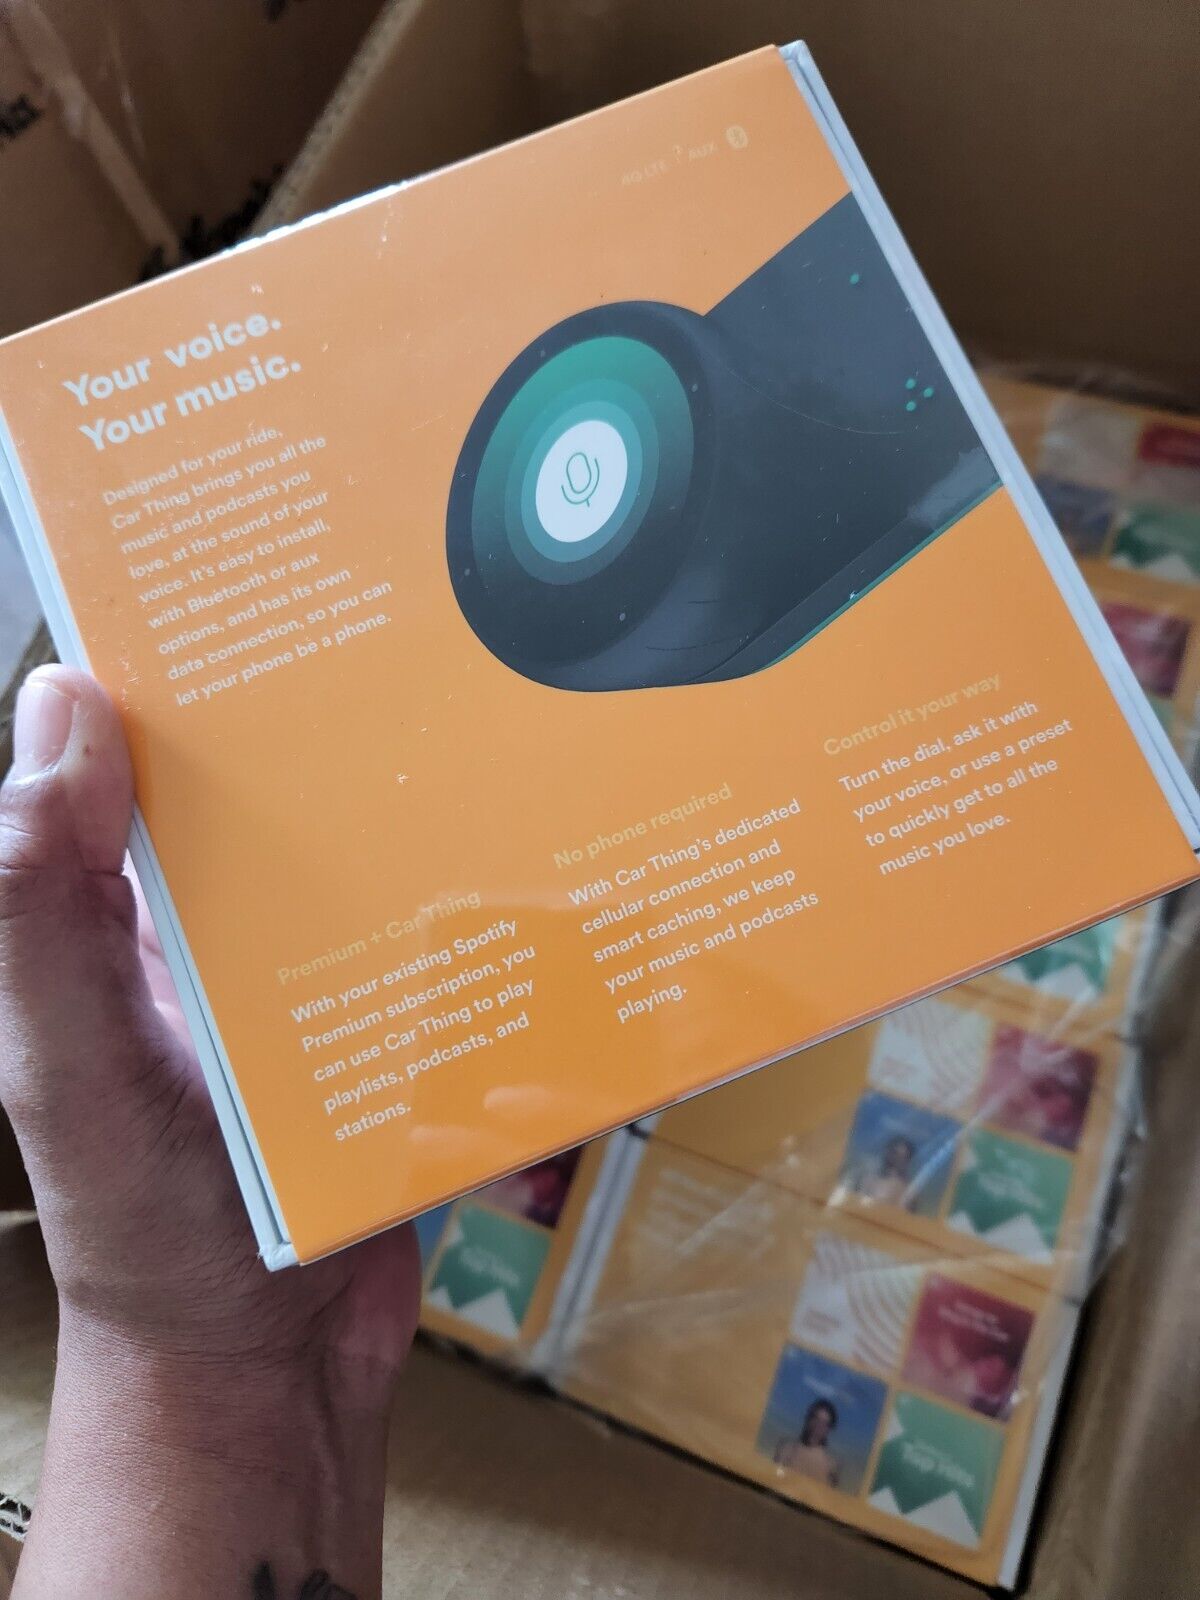 4G LTE AUX
Your voice.
Your music.
Designed for your ride,
Car Thing brings you all the
music and podcasts you
love, at the sound of your
voice. It's easy to install,
with Bluetooth or aux
options, and has its own
data connection, so you can
let your phone be a phone.
Premium + Car Thing
With your existing Spotify
Premium subscription, you
can use Car Thing to play
playlists, podcasts, and
stations.
No phone required
With Car Thing's dedicated
cellular connection and
smart caching, we keep
your music and podcasts
playing.
Control it your way
Turn the dial, ask it with
your voice, or use a preset
to quickly get to all the
music you love.
Top Hits